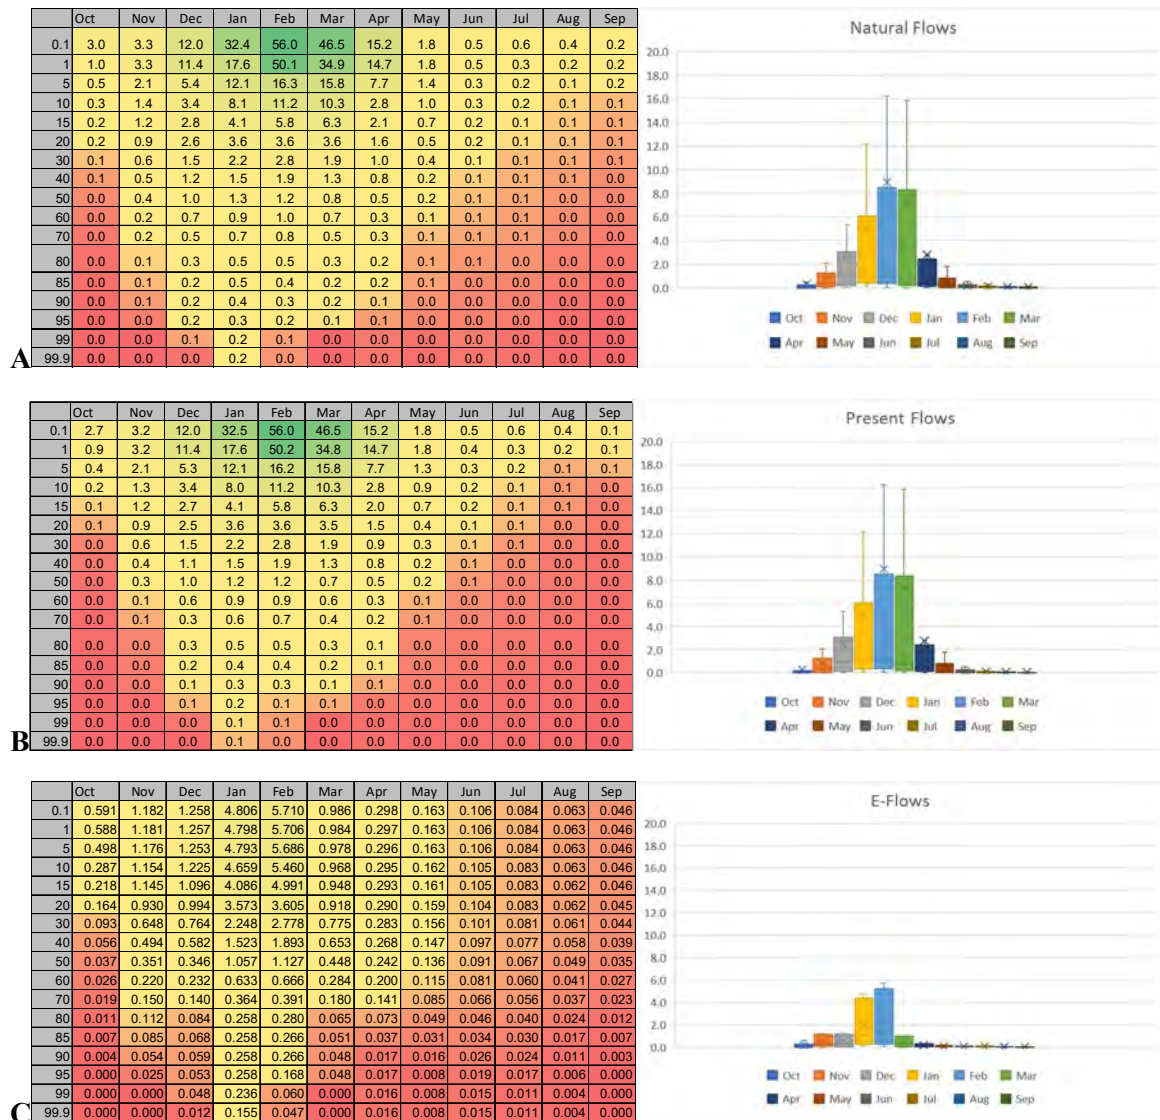 Oct Nov Dec Jan Feb Mar Apr May Jun Jul Aug Sep
0.1 3.0 3.3 12.0 32.4 56.0 46.5 15.2 1.8 0.5 0.6 0.4 0.2
1 1.0 3.3 11.4 17.6 50.1 34.9 14.7 1.8 0.5 0.3 0.2 0.2
5 0.5 2.1 5.4 12.1 16.3 15.8 7.7 1.4 0.3 0.2 0.1 0.2
10 0.3 1.4 3.4 8.1 11.2 10.3 2.8 1.0 0.3 0.2 0.1 0.1
15 0.2 1.2 2.8 4.1 5.8 6.3 2.1 0.7 0.2 0.1 0.1 0.1
20 0.2 0.9 2.6 3.6 3.6 3.6 1.6 0.5 0.2 0.1 0.1 0.1
30 0.1 0.6 1.5 2.2 2.8 1.9 1.0 0.4 0.1 0.1 0.1 0.1
40 0.1 0.5 1.2 1.5 1.9 1.3 0.8 0.2 0.1 0.1 0.1 0.0
50 0.0 0.4 1.0 1.3 1.2 0.8 0.5 0.2 0.1 0.1 0.0 0.0
60 0.0 0.2 0.7 0.9 1.0 0.7 0.3 0.1 0.1 0.1 0.0 0.0
70 0.0 0.2 0.5 0.7 0.8 0.5 0.3 0.1 0.1 0.1 0.0 0.0
80 0.0 0.1 0.3 0.5 0.5 0.3 0.2 0.1 0.1 0.0 0.0 0.0
85 0.0 0.1 0.2 0.5 0.4 0.2 0.2 0.1 0.0 0.0 0.0 0.0
90 0.0 0.1 0.2 0.4 0.3 0.2 0.1 0.0 0.0 0.0 0.0 0.0
95 0.0 0.0 0.2 0.3 0.2 0.1 0.1 0.0 0.0 0.0 0.0 0.0
99 0.0 0.0 0.1 0.2 0.1 0.0 0.0 0.0 0.0 0.0 0.0 0.0
99.9 0.0 0.0 0.0 0.2 0.0 0.0 0.0 0.0 0.0 0.0 0.0 0.0
A
Natural Flows
20.0
18.0
16.0
14.0
12.0
10.0
8.0
6.0
4.0
2.0
0.0
Oct Nov Dec Jan Feb Mar
Apr May Jun Jul Aug Sep
Oct Nov Dec Jan Feb Mar Apr May Jun Jul Aug Sep
0.1 2.7 3.2 12.0 32.5 56.0 46.5 15.2 1.8 0.5 0.6 0.4 0.1
1 0.9 3.2 11.4 17.6 50.2 34.8 14.7 1.8 0.4 0.3 0.2 0.1
5 0.4 2.1 5.3 12.1 16.2 15.8 7.7 1.3 0.3 0.2 0.1 0.1
10 0.2 1.3 3.4 8.0 11.2 10.3 2.8 0.9 0.2 0.1 0.1 0.0
15 0.1 1.2 2.7 4.1 5.8 6.3 2.0 0.7 0.2 0.1 0.1 0.0
20 0.1 0.9 2.5 3.6 3.6 3.5 1.5 0.4 0.1 0.1 0.0 0.0
30 0.0 0.6 1.5 2.2 2.8 1.9 0.9 0.3 0.1 0.1 0.0 0.0
40 0.0 0.4 1.1 1.5 1.9 1.3 0.8 0.2 0.1 0.0 0.0 0.0
50 0.0 0.3 1.0 1.2 1.2 0.7 0.5 0.2 0.1 0.0 0.0 0.0
60 0.0 0.1 0.6 0.9 0.9 0.6 0.3 0.1 0.0 0.0 0.0 0.0
70 0.0 0.1 0.3 0.6 0.7 0.4 0.2 0.1 0.0 0.0 0.0 0.0
80 0.0 0.0 0.3 0.5 0.5 0.3 0.1 0.0 0.0 0.0 0.0 0.0
85 0.0 0.0 0.2 0.4 0.4 0.2 0.1 0.0 0.0 0.0 0.0 0.0
90 0.0 0.0 0.1 0.3 0.3 0.1 0.1 0.0 0.0 0.0 0.0 0.0
95 0.0 0.0 0.1 0.2 0.1 0.1 0.0 0.0 0.0 0.0 0.0 0.0
99 0.0 0.0 0.0 0.1 0.1 0.0 0.0 0.0 0.0 0.0 0.0 0.0
99.9 0.0 0.0 0.0 0.1 0.0 0.0 0.0 0.0 0.0 0.0 0.0 0.0
B
Present Flows
20.0
18.0
16.0
14.0
12.0
10.0
8.0
6.0
4.0
2.0
0.0
Oct Nov Dec Jan Feb Mar
Apr May Jun Jul Aug Sep
Oct Nov Dec Jan Feb Mar Apr May Jun Jul Aug Sep
0.1 0.591 1.182 1.258 4.806 5.710 0.986 0.298 0.163 0.106 0.084 0.063 0.046
1 0.588 1.181 1.257 4.798 5.706 0.984 0.297 0.163 0.106 0.084 0.063 0.046
5 0.498 1.176 1.253 4.793 5.686 0.978 0.296 0.163 0.106 0.084 0.063 0.046
10 0.287 1.154 1.225 4.659 5.460 0.968 0.295 0.162 0.105 0.083 0.063 0.046
15 0.218 1.145 1.096 4.086 4.991 0.948 0.293 0.161 0.105 0.083 0.062 0.046
20 0.164 0.930 0.994 3.573 3.605 0.918 0.290 0.159 0.104 0.083 0.062 0.045
30 0.093 0.648 0.764 2.248 2.778 0.775 0.283 0.156 0.101 0.081 0.061 0.044
40 0.056 0.494 0.582 1.523 1.893 0.653 0.268 0.147 0.097 0.077 0.058 0.039
50 0.037 0.351 0.346 1.057 1.127 0.448 0.242 0.136 0.091 0.067 0.049 0.035
60 0.026 0.220 0.232 0.633 0.666 0.284 0.200 0.115 0.081 0.060 0.041 0.027
70 0.019 0.150 0.140 0.364 0.391 0.180 0.141 0.085 0.066 0.056 0.037 0.023
80 0.011 0.112 0.084 0.258 0.280 0.065 0.073 0.049 0.046 0.040 0.024 0.012
85 0.007 0.085 0.068 0.258 0.266 0.051 0.037 0.031 0.034 0.030 0.017 0.007
90 0.004 0.054 0.059 0.258 0.266 0.048 0.017 0.016 0.026 0.024 0.011 0.003
95 0.000 0.025 0.053 0.258 0.168 0.048 0.017 0.008 0.019 0.017 0.006 0.000
99 0.000 0.000 0.048 0.236 0.060 0.000 0.016 0.008 0.015 0.011 0.004 0.000
99.9 0.000 0.000 0.012 0.155 0.047 0.000 0.016 0.008 0.015 0.011 0.004 0.000
C
E-Flows
20.0
18.0
16.0
14.0
12.0
10.0
8.0
6.0
4.0
2.0
0.0
Oct Nov Dec Jan Feb Mar
Apr May Jun Jul Aug Sep